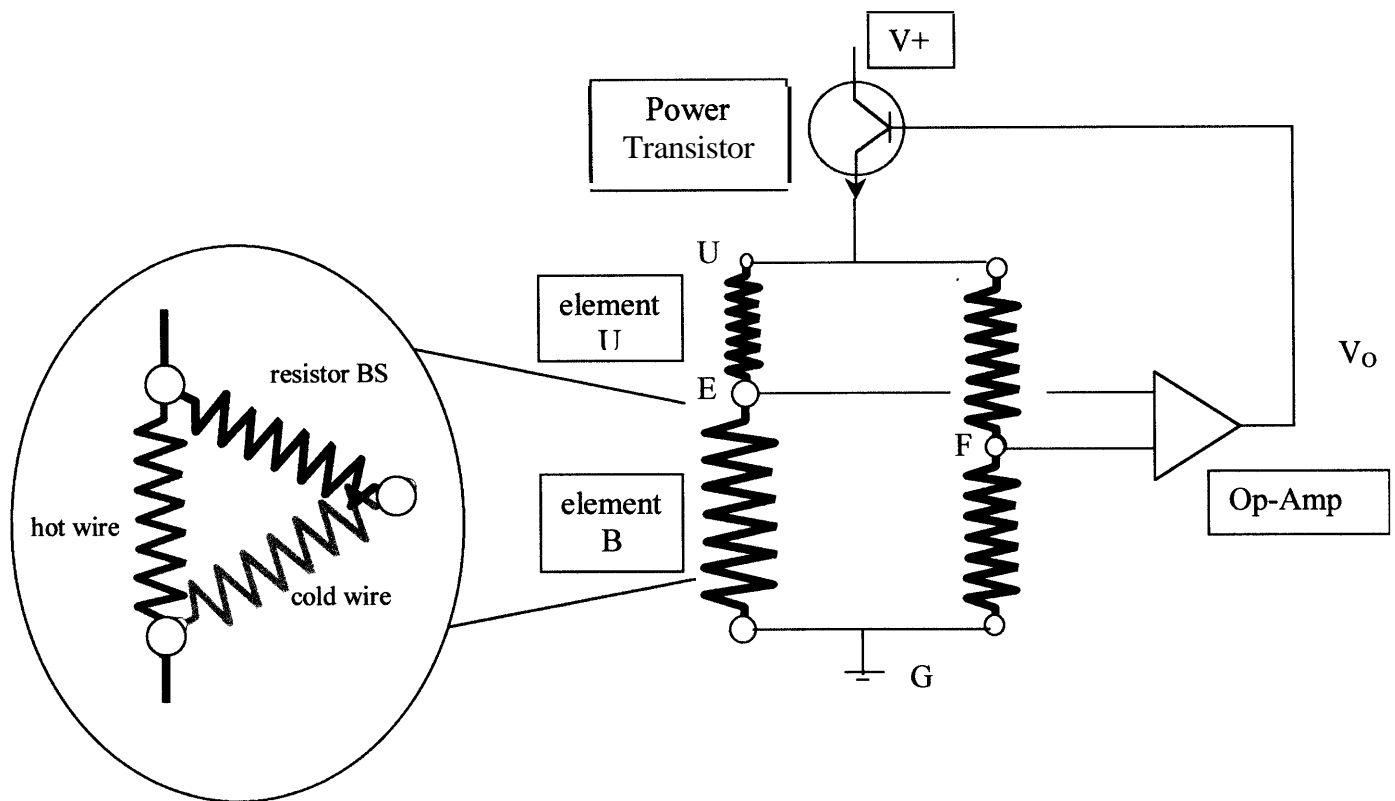 V+
Power
Transistor
U
element
U
resistor BS
E
Vo
F
hot wire
element
B
Op-Amp
cold wire
G